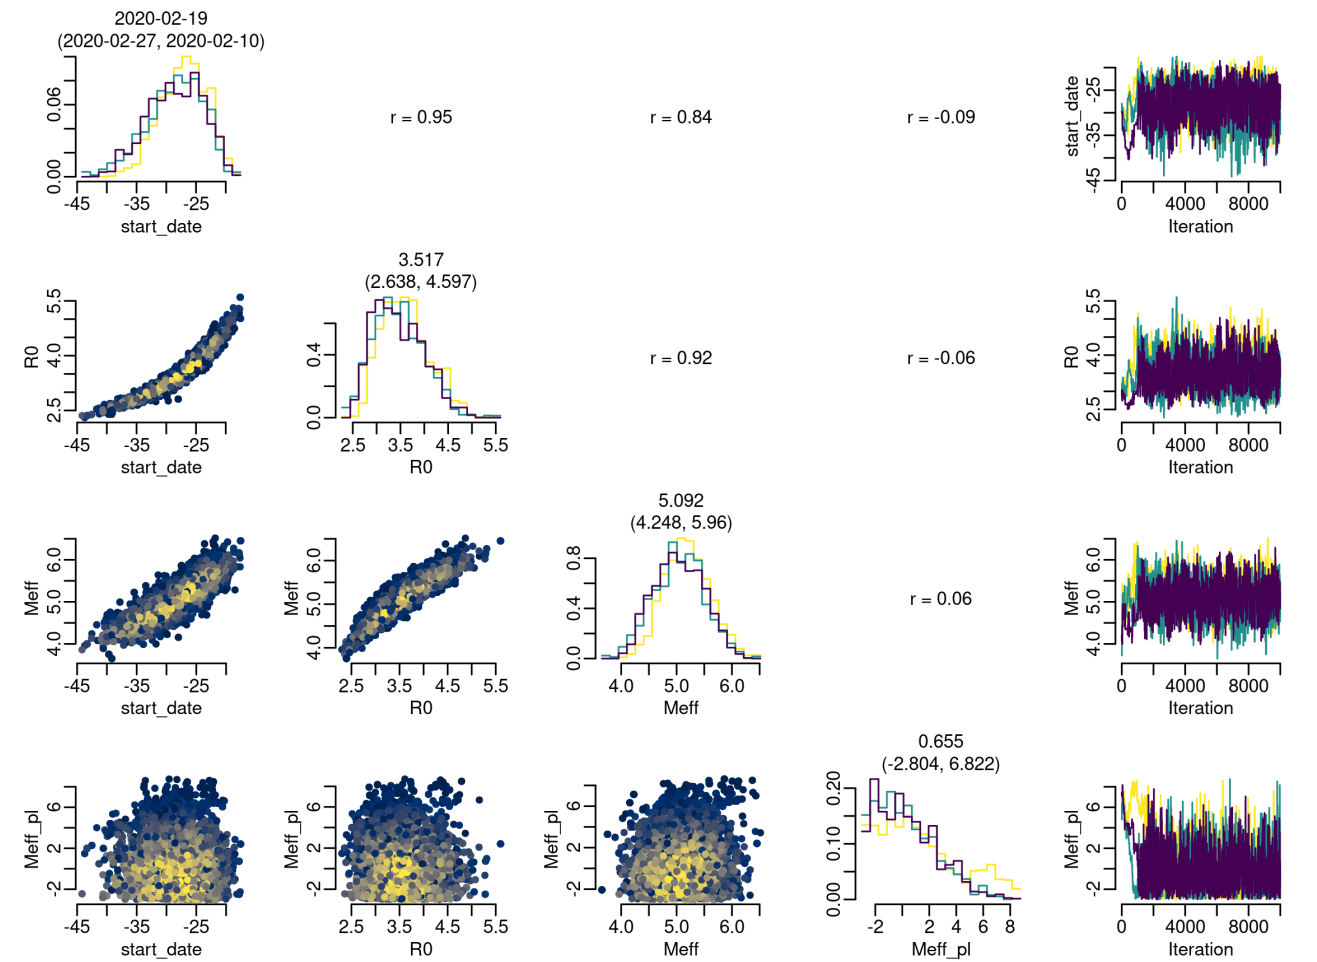 2020-02-19
(2020-02-27, 2020-02-10)
0.00 0.06
-45 -35 -25
start_date
r = 0.95
r = 0.84
r = -0.09
start_date
-45 -35 -25
0 4000 8000
Iteration
R0
2.5 4.0 5.5
-45 -35 -25
start_date
3.517
(2.638, 4.597)
0.0 0.4
2.5 3.5 4.5 5.5
R0
r = 0.92
r = -0.06
R0
2.5 4.0 5.5
0 4000 8000
Iteration
Meff
4.0 5.0 6.0
-45 -35 -25
start_date
Meff
4.0 5.0 6.0
2.5 3.5 4.5 5.5
R0
5.092
(4.248, 5.96)
0.0 0.4 0.8
4.0 5.0 6.0
Meff
r = 0.06
Meff
4.0 5.0 6.0
0 4000 8000
Iteration
Meff_pl
-2 2 6
-45 -35 -25
start_date
Meff_pl
-2 2 6
2.5 3.5 4.5 5.5
R0
Meff_pl
-2 2 6
4.0 5.0 6.0
Meff
0.655
(-2.804, 6.822)
0.00 0.10 0.20
-2 2 4 6 8
Meff_pl
Meff_pl
-2 2 6
0 4000 8000
Iteration